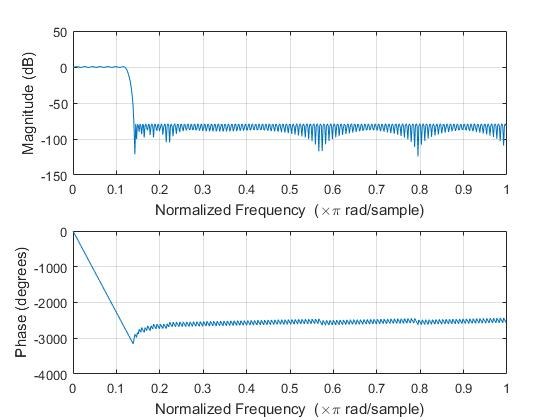 50
0
-50
-100
-150
Magnitude (dB)
0 0.1 0.2 0.3 0.4 0.5 0.6 0.7 0.8 0.9 1
Normalized Frequency (×π rad/sample)
0
-1000
-2000
-3000
-4000
Phase (degrees)
0 0.1 0.2 0.3 0.4 0.5 0.6 0.7 0.8 0.9 1
Normalized Frequency (×π rad/sample)